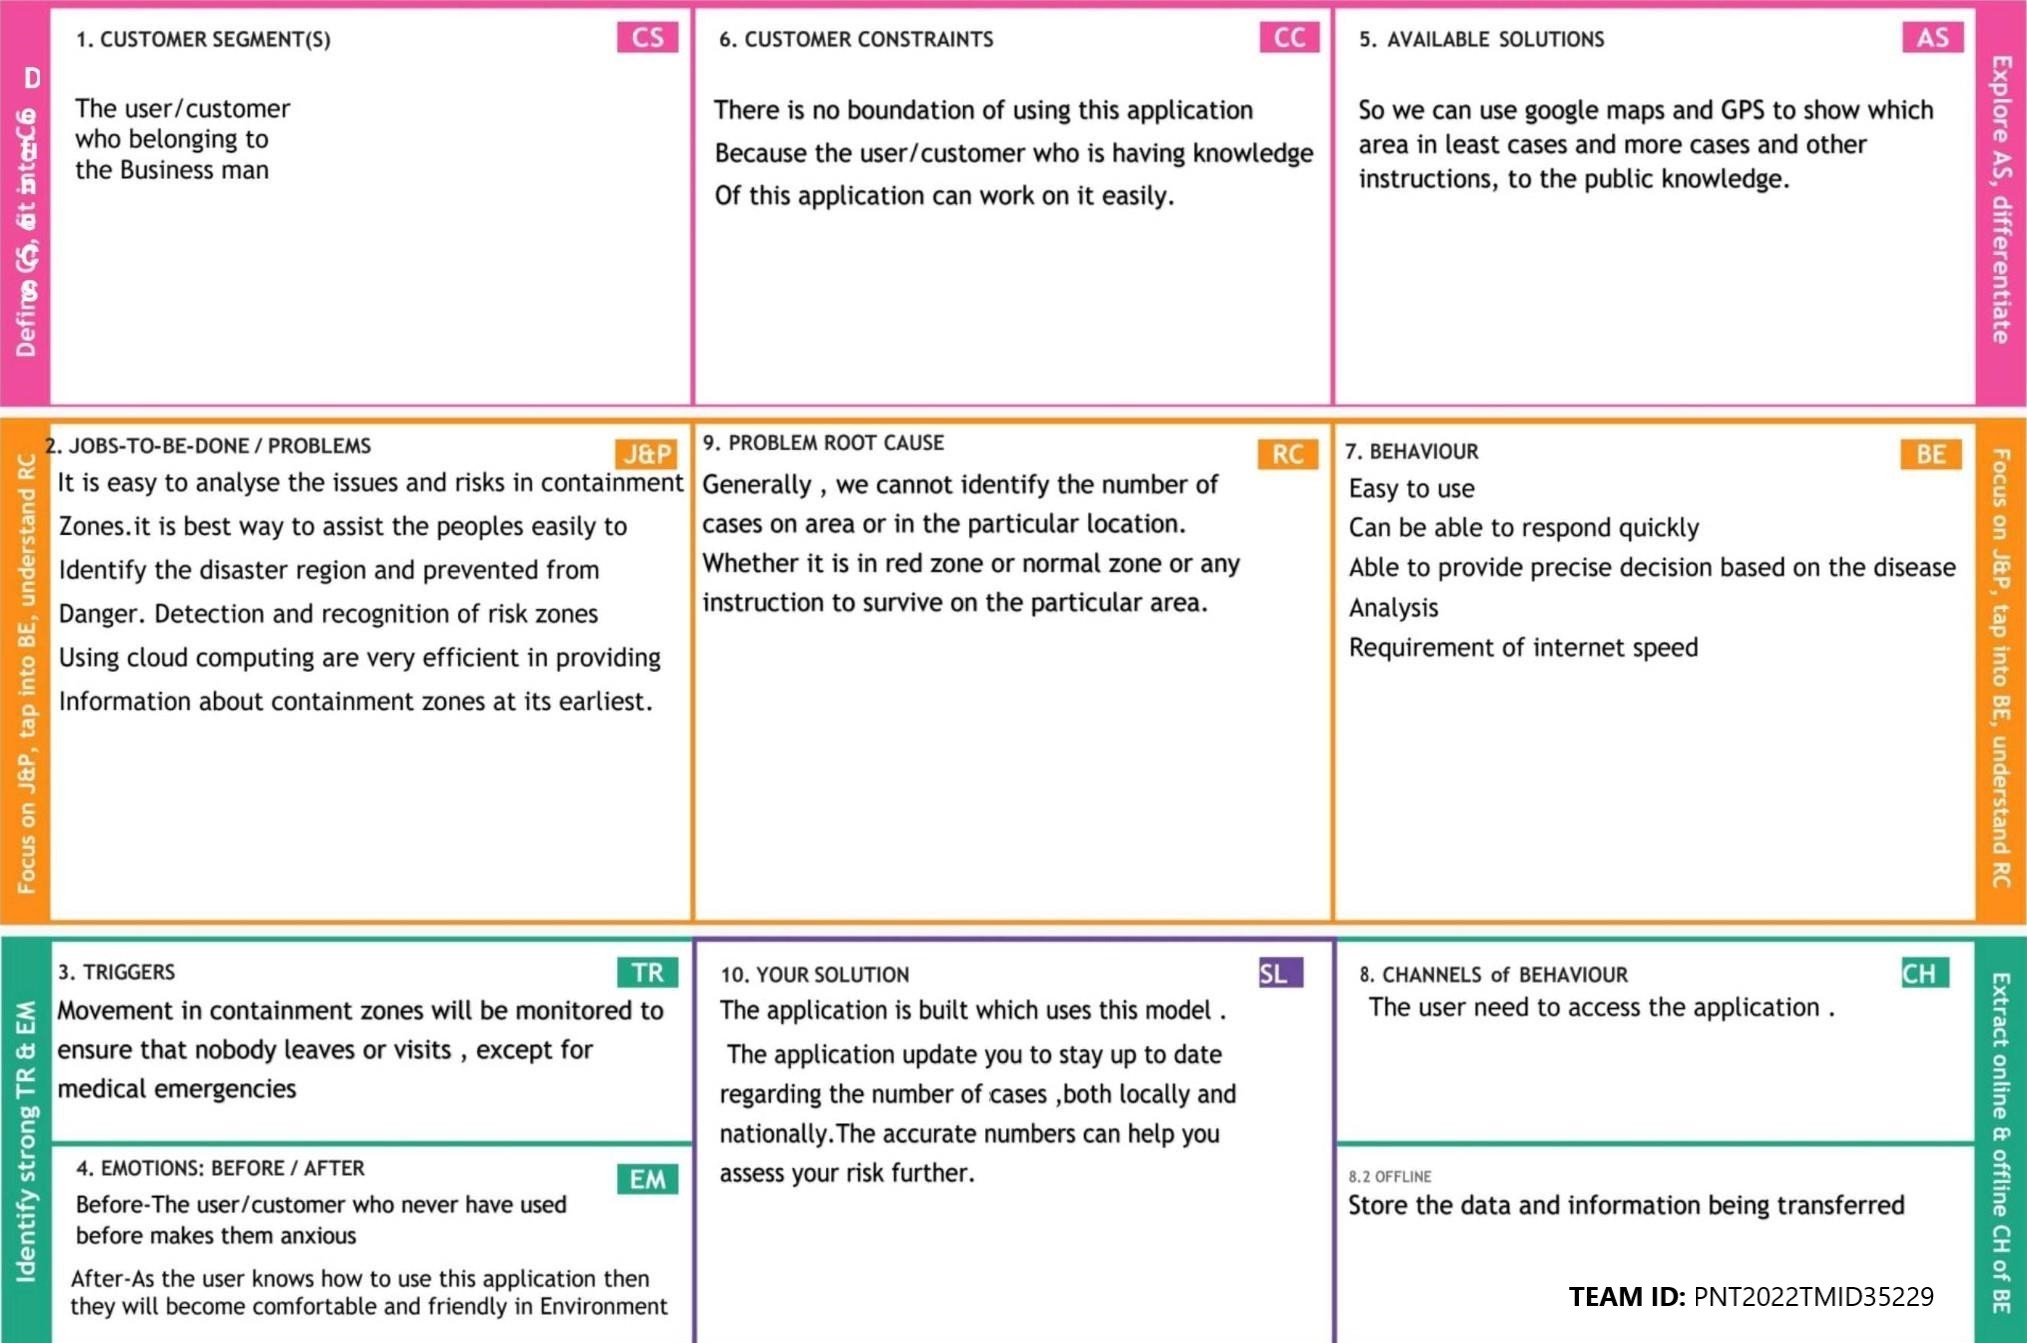 1. CUSTOMER SEGMENT(S)
CS
The user/customer
who belonging to
the Business man
6. CUSTOMER CONSTRAINTS
CC
There is no boundation of using this application
Because the user/customer who is having knowledge
Of this application can work on it easily.
5. AVAILABLE SOLUTIONS
AS
So we can use google maps and GPS to show which
area in least cases and more cases and other
instructions, to the public knowledge.
Explore AS, differentiate
Focus on J&P, tap into BE, understand RC
2. JOBS-TO-BE-DONE / PROBLEMS
J&P
It is easy to analyse the issues and risks in containment
Zones.it is best way to assist the peoples easily to
Identify the disaster region and prevented from
Danger. Detection and recognition of risk zones
Using cloud computing are very efficient in providing
Information about containment zones at its earliest.
9. PROBLEM ROOT CAUSE
RC
Generally , we cannot identify the number of
cases on area or in the particular location.
Whether it is in red zone or normal zone or any
instruction to survive on the particular area.
7. BEHAVIOUR
BE
Easy to use
Can be able to respond quickly
Able to provide precise decision based on the disease
Analysis
Requirement of internet speed
Focus on J&P, tap into BE, understand RC
Identify strong TR & EM
3. TRIGGERS
TR
Movement in containment zones will be monitored to
ensure that nobody leaves or visits , except for
medical emergencies
4. EMOTIONS: BEFORE / AFTER
EM
Before-The user/customer who never have used
before makes them anxious
After-As the user knows how to use this application then
they will become comfortable and friendly in Environment
10. YOUR SOLUTION
SL
The application is built which uses this model .
The application update you to stay up to date
regarding the number of cases ,both locally and
nationally.The accurate numbers can help you
assess your risk further.
8. CHANNELS of BEHAVIOUR
CH
The user need to access the application .
8.2 OFFLINE
Store the data and information being transferred
TEAM ID: PNT2022TMID35229
Extract online & offline CH of BE